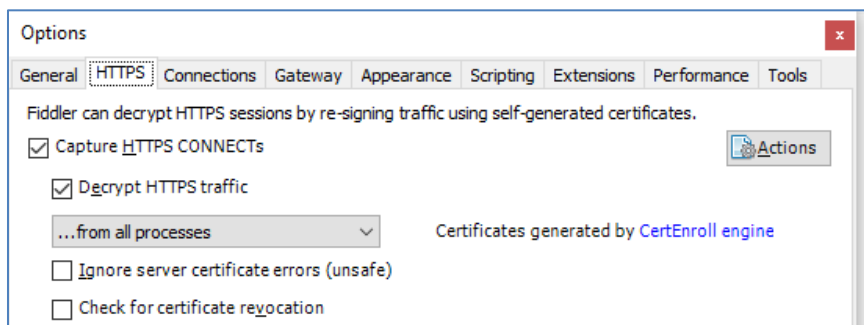 Options
x
General HTTPS Connections Gateway Appearance Scripting Extensions Performance Tools
Fiddler can decrypt HTTPS sessions by re-signing traffic using self-generated certificates.
Capture HTTPS CONNECTs
Actions
Decrypt HTTPS traffic
...from all processes
Certificates generated by CertEnroll engine
Ignore server certificate errors (unsafe)
Check for certificate revocation